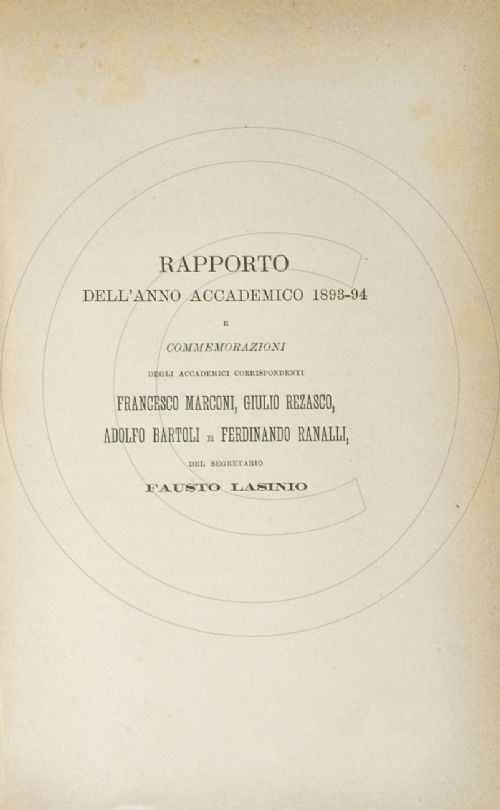 RAPPORTO
DELL'ANNO ACCADEMICO 1893-94
E
COMMEMORAZIONI
DEGLI ACCADEMICI CORRISPONDENTI
FRANCESCO MARCONI, GIULIO REZASCO,
ADOLFO BARTOLI E FERDINANDO RANALLI,
DEL SEGRETARIO
FAUSTO LASINIO